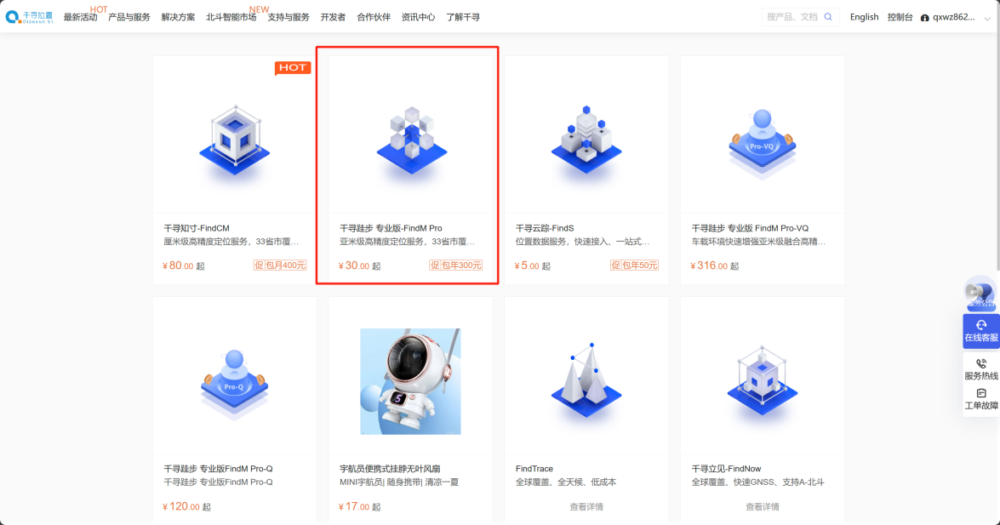 千寻位置
Qianxun SI
最新活动
HOT
产品与服务
解决方案
北斗智能市场
NEW
支持与服务
开发者
合作伙伴
资讯中心
了解千寻
搜产品、文档
English
控制台
qxwz862...
HOT
千寻知寸-FindCM
厘米级高精度定位服务，33省市覆…
¥80.00 起
促 包月400元
千寻跬步 专业版-FindM Pro
亚米级高精度定位服务，33省市覆…
¥30.00 起
促 包年300元
千寻云踪-FindS
位置数据服务，快速接入、一站式…
¥5.00 起
促 包年50元
Pro-VQ
千寻跬步 专业版 FindM Pro-VQ
车载环境快速增强亚米级融合高精…
¥316.00 起
Pro-Q
千寻跬步 专业版FindM Pro-Q
千寻跬步 专业版FindM Pro-Q
¥120.00 起
5
宇航员便携式挂脖无叶风扇
MINI宇航员| 随身携带| 清凉一夏
¥17.00 起
FindTrace
全球覆盖、全天候、低成本
查看详情
千寻立见-FindNow
全球覆盖、快速GNSS、支持A-北斗
查看详情
服务公告
在线客服
服务热线
工单故障